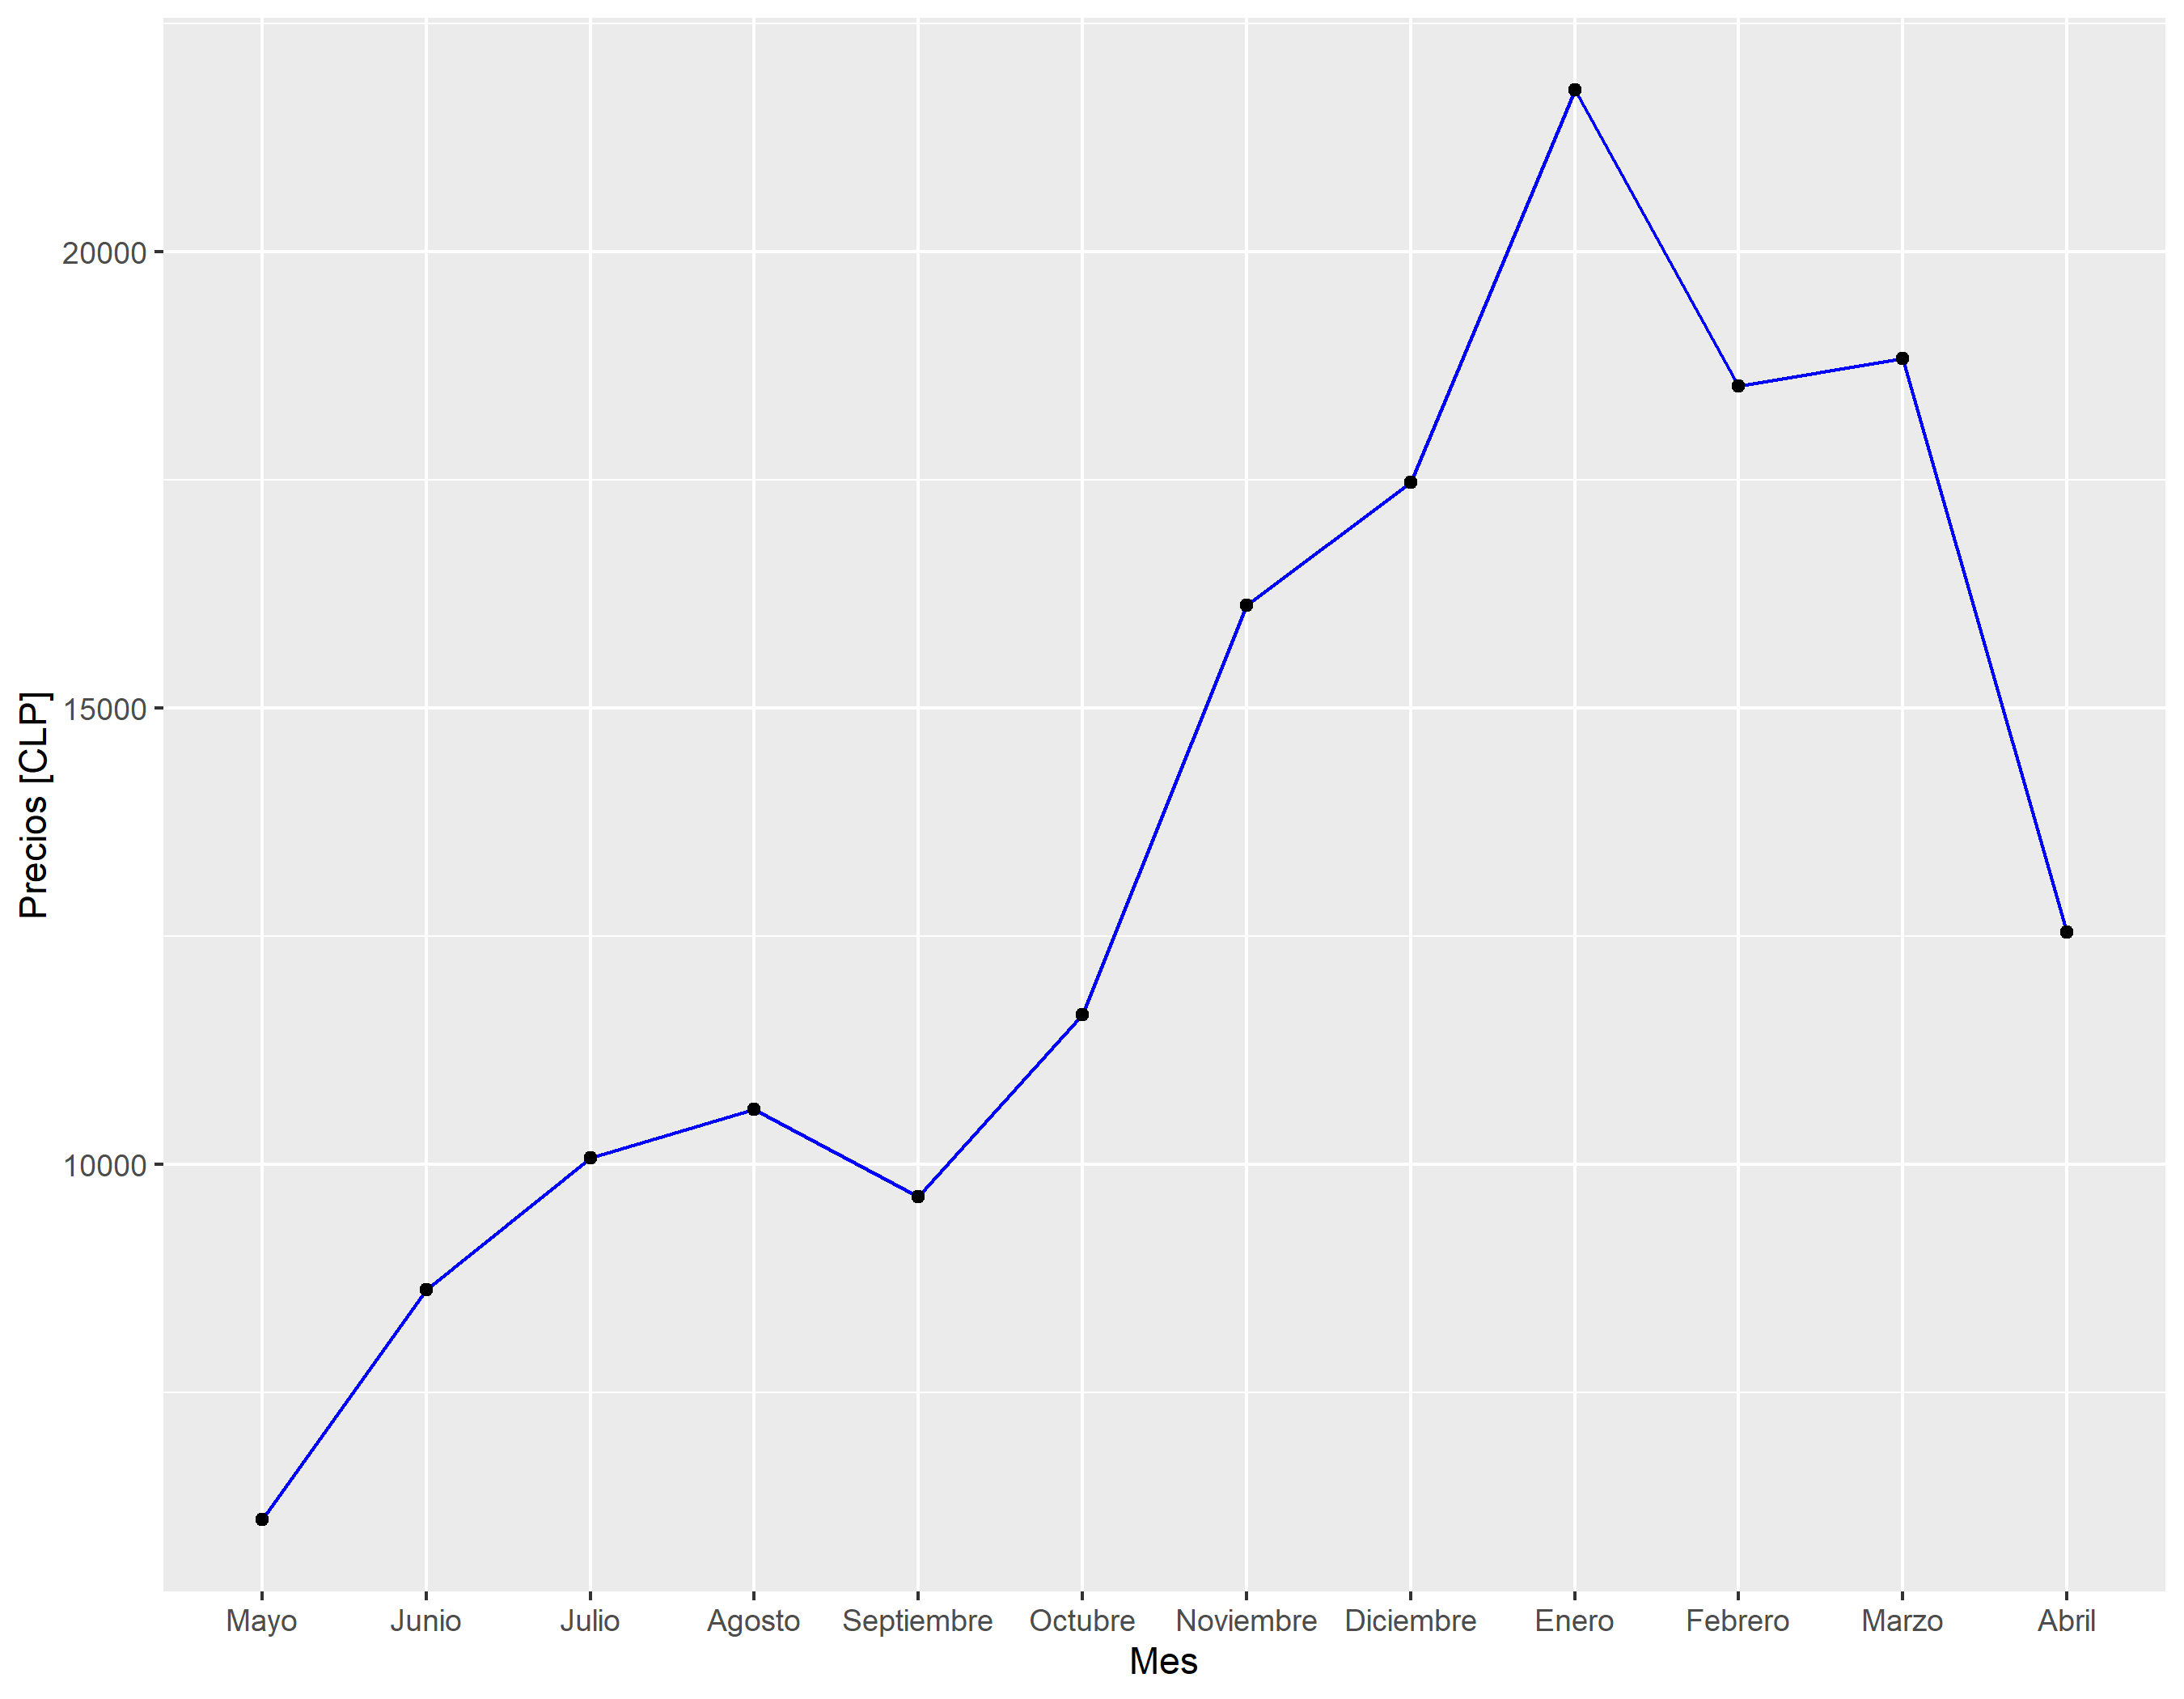 Precios [CLP]
20000
15000
10000
Mayo Junio Julio Agosto Septiembre Octubre Noviembre Diciembre Enero Febrero Marzo Abril
Mes